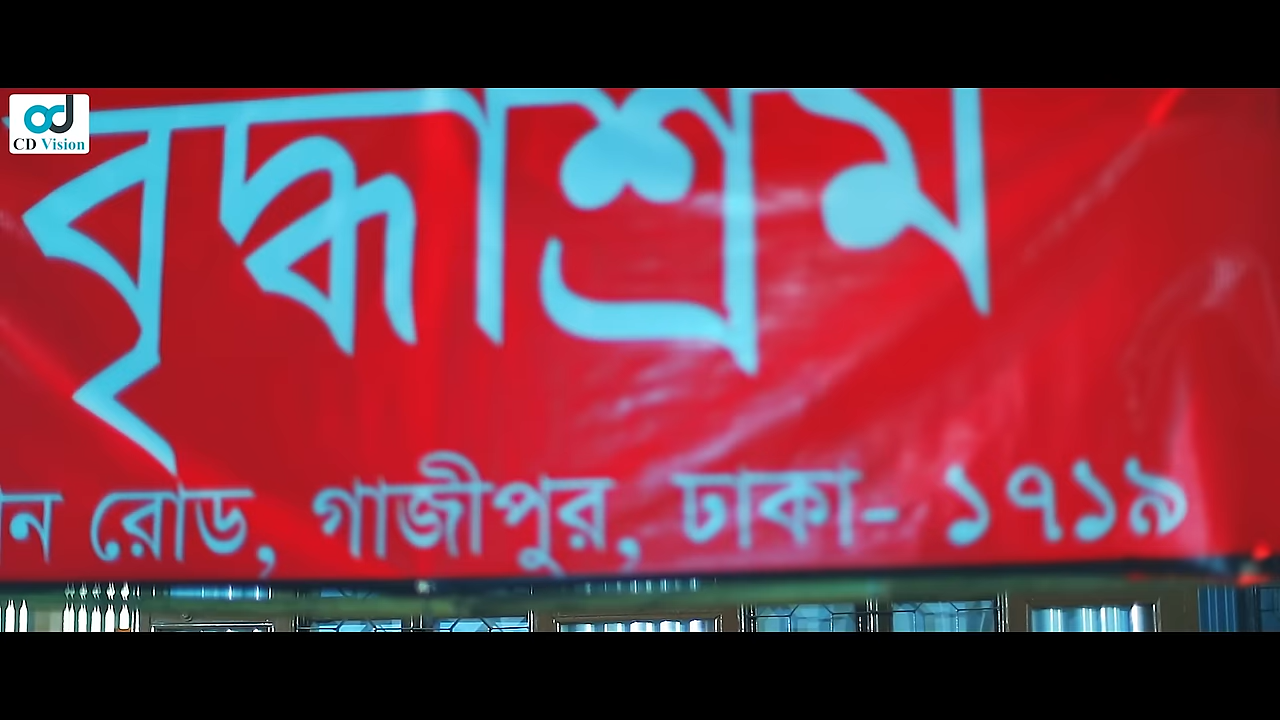 CD Vision
বৃদ্ধাশ্রম
ন রোড, গাজীপুর, ঢাকা- ১৭১৯